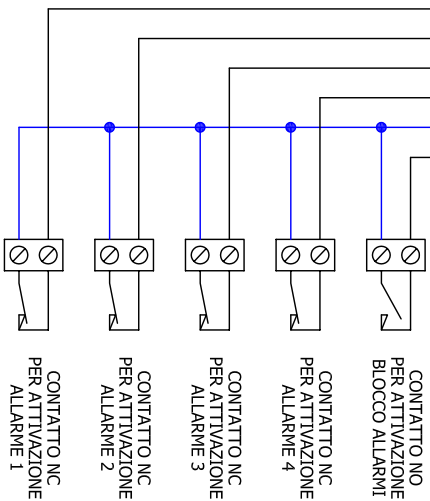 CONTATTO NC
PER ATTIVAZIONE
ALLARME 1
CONTATTO NC
PER ATTIVAZIONE
ALLARME 2
CONTATTO NC
PER ATTIVAZIONE
ALLARME 3
CONTATTO NC
PER ATTIVAZIONE
ALLARME 4
CONTATTO NO
PER ATTIVAZIONE
BLOCCO ALLARMI